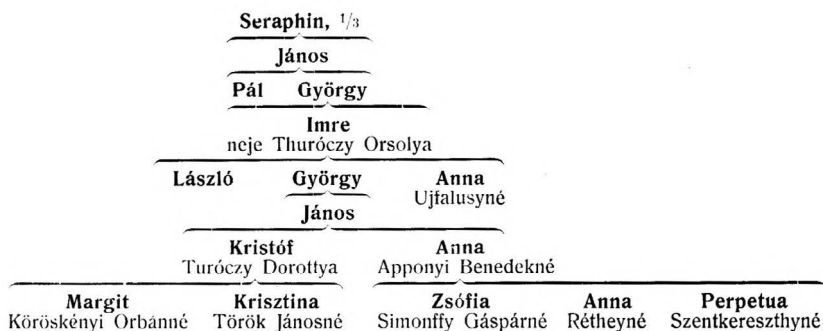 Seraphin, 1/3
János
Pál György
Imre
neje Thuróczy Orsolya
László György Anna
Ujfalusyné
János
Kristóf Anna
Turóczy Dorottya Apponyi Benedekné
Margit Krisztina Zsófia Anna Perpetua
Köröskényi Orbánné Török Jánosné Simonffy Gáspárné Rétheyné Szentkereszthyné